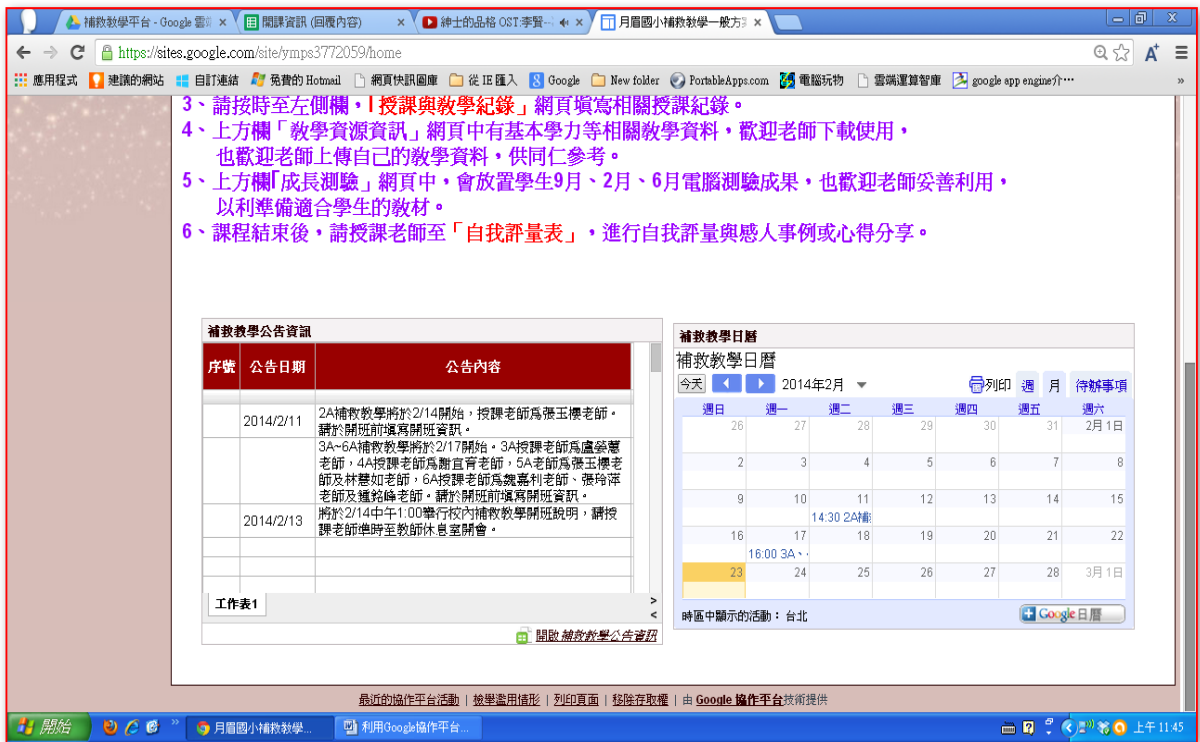 補救教學平台 - Google 雲端
開課資訊 (回覆內容)
紳士的品格 OST:李賢--
月眉國小補救教學一般方
https://sites.google.com/site/ymps3772059/home
應用程式 建議的網站 自訂連結 免費的 Hotmail 網頁快訊圖庫 從 IE 匯入 Google New folder PortableApps.com 電腦玩物 雲端運算智庫 google app engine介… »
3、請按時至左側欄，「授課與教學紀錄」網頁填寫相關授課紀錄。
4、上方欄「教學資源資訊」網頁中有基本學力等相關教學資料，歡迎老師下載使用，
也歡迎老師上傳自己的教學資料，供同仁參考。
5、上方欄「成長測驗」網頁中，會放置學生9月、2月、6月電腦測驗成果，也歡迎老師妥善利用，
以利準備適合學生的教材。
6、課程結束後，請授課老師至「自我評量表」，進行自我評量與感人事例或心得分享。
補救教學公告資訊
序號 公告日期 公告內容
2014/2/11 2A補救教學將於2/14開始，授課老師為張玉櫻老師。
請於開班前填寫開班資訊。
3A~6A補救教學將於2/17開始。3A授課老師為盧縈蔥
老師，4A授課老師為謝宜育老師，5A老師為張玉櫻老
師及林慧如老師，6A授課老師為魏嘉利老師、張玲萍
老師及鍾銘峰老師。請於開班前填寫開班資訊。
2014/2/13 將於2/14中午1:00舉行校內補救教學開班說明，請授
課老師準時至教師休息室開會。
工作表1
開啟 補救教學公告資訊
補救教學日曆
補救教學日曆
今天 2014年2月 列印 週 月 待辦事項
週日 週一 週二 週三 週四 週五 週六
26 27 28 29 30 31 2月 1日
2 3 4 5 6 7 8
9 10 11 12 13 14 15
14:30 2A補
16 17 18 19 20 21 22
16:00 3A、
23 24 25 26 27 28 3月 1日
時區中顯示的活動： 台北
Google 日曆
最近的協作平台活動 | 檢舉濫用情形 | 列印頁面 | 移除存取權 | 由 Google 協作平台技術提供
開始 » 月眉國小補救教學... 利用Google協作平台... 上午 11:45